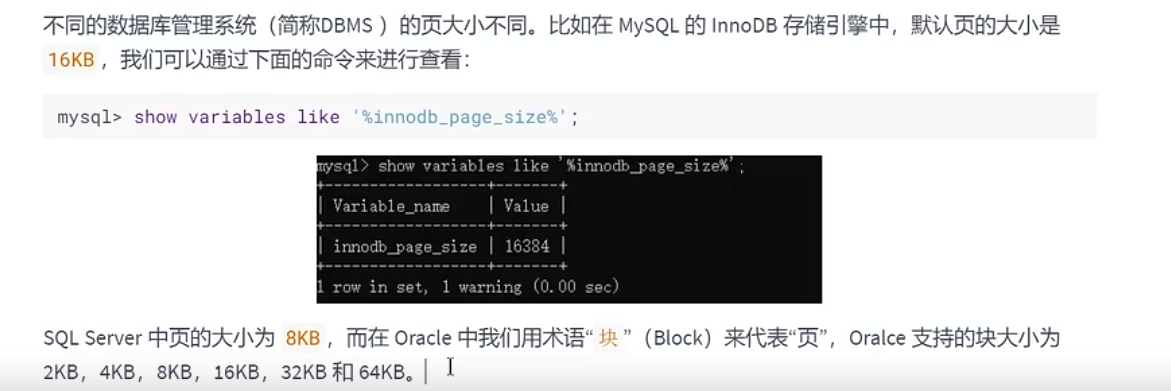 不同的数据库管理系统（简称DBMS ）的页大小不同。比如在 MySQL 的 InnoDB 存储引擎中，默认页的大小是
16KB ，我们可以通过下面的命令来进行查看：
mysql> show variables like '%innodb_page_size%';
mysql> show variables like '%innodb_page_size%';
+------------------+-------+
| Variable_name    | Value |
+------------------+-------+
| innodb_page_size | 16384 |
+------------------+-------+
1 row in set, 1 warning (0.00 sec)
SQL Server 中页的大小为 8KB ，而在 Oracle 中我们用术语“ 块 ”（Block）来代表“页”，Oralce 支持的块大小为
2KB，4KB，8KB，16KB，32KB 和 64KB。